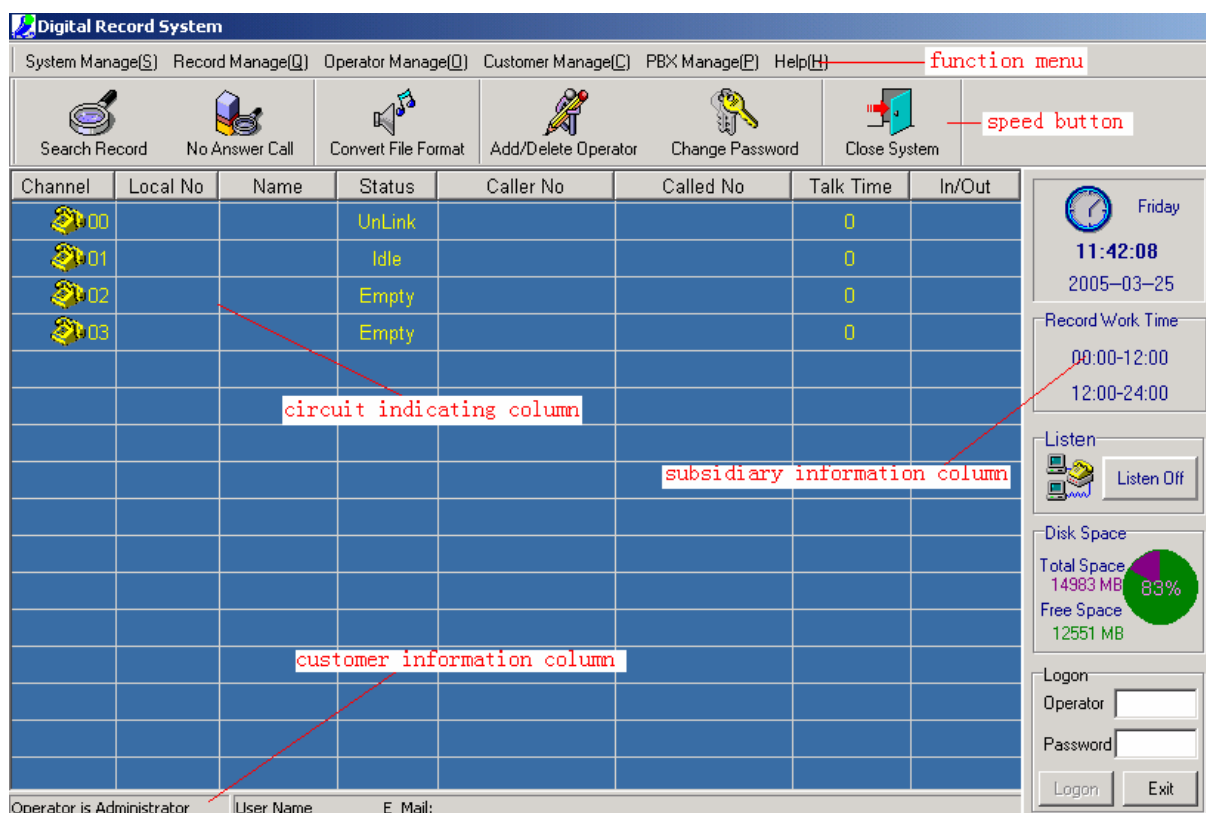 Digital Record System
System Manage(S) Record Manage(Q) Operator Manage(O) Customer Manage(C) PBX Manage(P) Help(H) function menu
Search Record No Answer Call Convert File Format Add/Delete Operator Change Password Close System speed button
Channel Local No Name Status Caller No Called No Talk Time In/Out
00 UnLink 0
01 Idle 0
02 Empty 0
03 Empty 0
circuit indicating column
subsidiary information column
customer information column
Friday
11:42:08
2005-03-25
Record Work Time
00:00-12:00
12:00-24:00
Listen
Listen Off
Disk Space
Total Space
14983 MB
83%
Free Space
12551 MB
Logon
Operator
Password
Logon Exit
Operator is Administrator User Name E Mail: